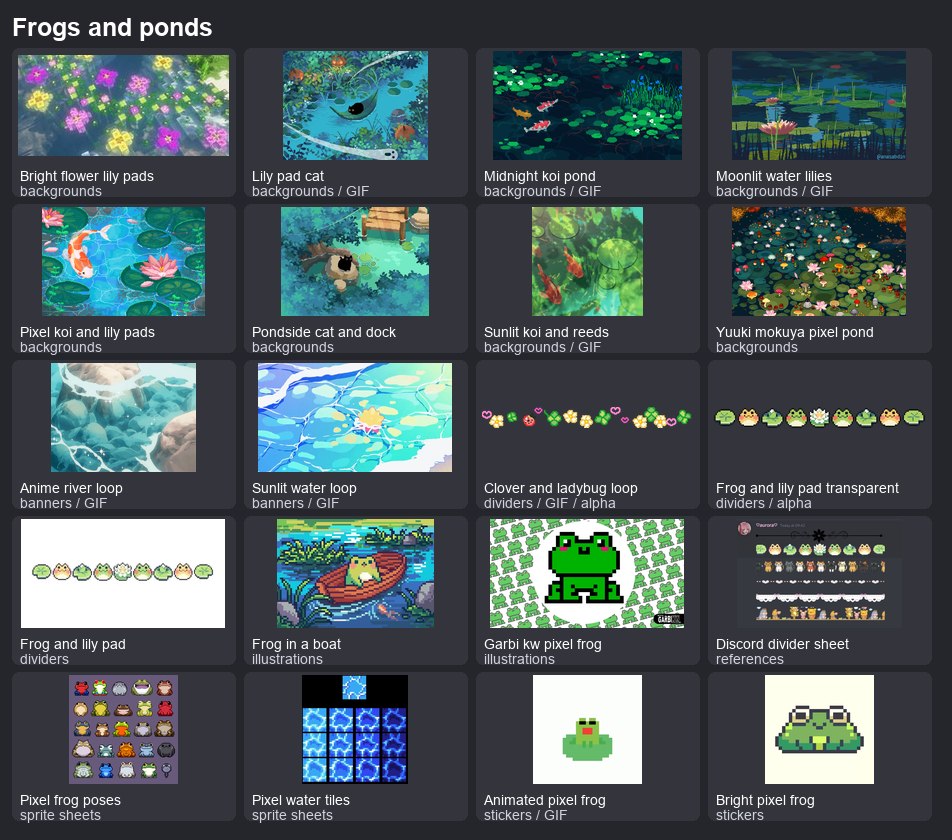 Frogs and ponds
Bright flower lily pads
backgrounds
Lily pad cat
backgrounds / GIF
Midnight koi pond
backgrounds / GIF
Moonlit water lilies
backgrounds / GIF
Pixel koi and lily pads
backgrounds
Pondside cat and dock
backgrounds
Sunlit koi and reeds
backgrounds / GIF
Yuuki mokuya pixel pond
backgrounds
Anime river loop
banners / GIF
Sunlit water loop
banners / GIF
Clover and ladybug loop
dividers / GIF / alpha
Frog and lily pad transparent
dividers / alpha
Frog and lily pad
dividers
Frog in a boat
illustrations
Garbi kw pixel frog
illustrations
Discord divider sheet
references
Pixel frog poses
sprite sheets
Pixel water tiles
sprite sheets
Animated pixel frog
stickers / GIF
Bright pixel frog
stickers